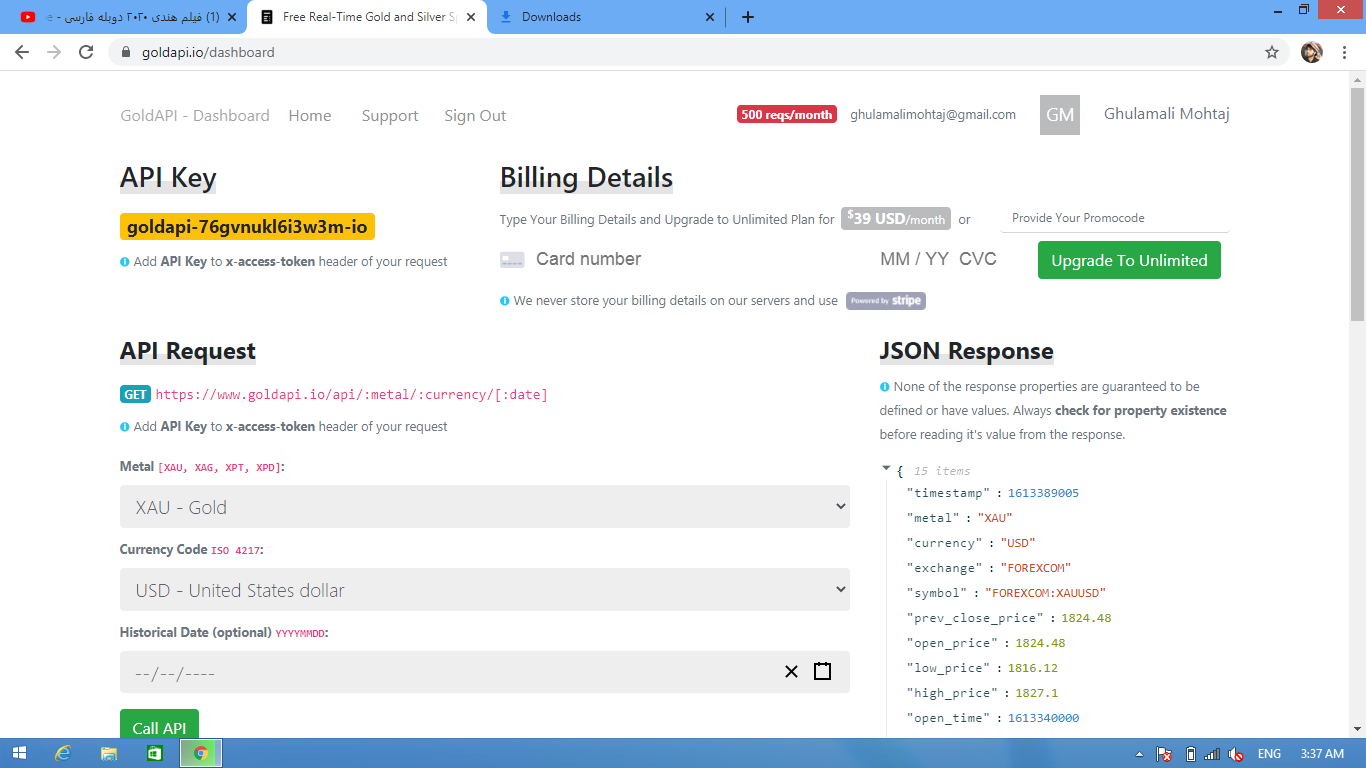 (1) فیلم هندی ۲۰۲۰ دوبله فارسی - e
Free Real-Time Gold and Silver S
Downloads
goldapi.io/dashboard
GoldAPI - Dashboard Home Support Sign Out 500 reqs/month ghulamalimohtaj@gmail.com GM Ghulamali Mohtaj
API Key
goldapi-76gvnukl6i3w3m-io
Add API Key to x-access-token header of your request
Billing Details
Type Your Billing Details and Upgrade to Unlimited Plan for $39 USD/month or Provide Your Promocode
Card number MM / YY CVC Upgrade To Unlimited
We never store your billing details on our servers and use Powered by stripe
API Request
GET https://www.goldapi.io/api/:metal/:currency/[:date]
Add API Key to x-access-token header of your request
Metal [XAU, XAG, XPT, XPD]:
XAU - Gold
Currency Code ISO 4217:
USD - United States dollar
Historical Date (optional) YYYYMMDD:
--/--/----
Call API
JSON Response
None of the response properties are guaranteed to be
defined or have values. Always check for property existence
before reading it's value from the response.
{ 15 items
"timestamp" : 1613389005
"metal" : "XAU"
"currency" : "USD"
"exchange" : "FOREXCOM"
"symbol" : "FOREXCOM:XAUUSD"
"prev_close_price" : 1824.48
"open_price" : 1824.48
"low_price" : 1816.12
"high_price" : 1827.1
"open_time" : 1613340000
ENG 3:37 AM